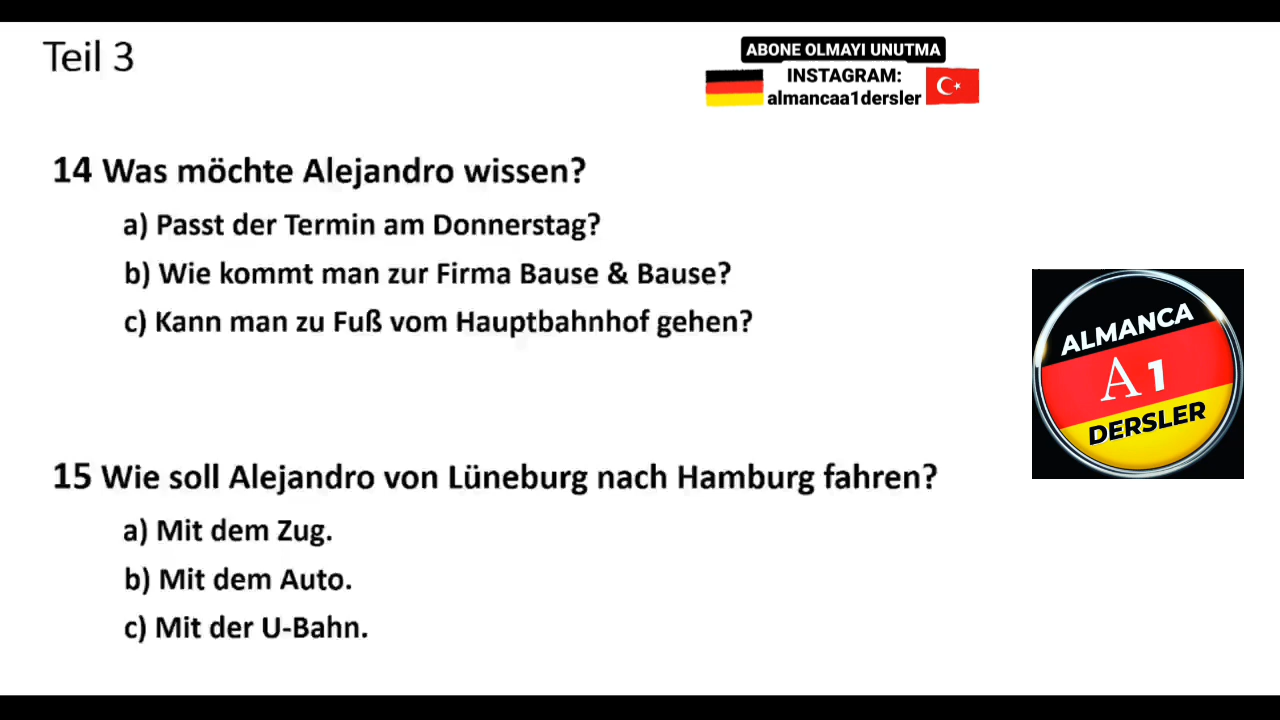 Teil 3
ABONE OLMAYI UNUTMA
INSTAGRAM:
almancaa1dersler
14 Was möchte Alejandro wissen?
a) Passt der Termin am Donnerstag?
b) Wie kommt man zur Firma Bause & Bause?
c) Kann man zu Fuß vom Hauptbahnhof gehen?
ALMANCA
A 1
DERSLER
15 Wie soll Alejandro von Lüneburg nach Hamburg fahren?
a) Mit dem Zug.
b) Mit dem Auto.
c) Mit der U-Bahn.